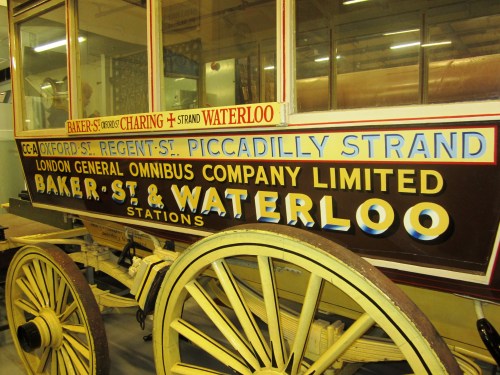 BAKER-ST OXFORD ST CHARING + STRAND WATERLOO
OXFORD ST. REGENT-ST. PICCADILLY STRAND
LONDON GENERAL OMNIBUS COMPANY LIMITED
BAKER-ST. & WATERLOO
STATIONS